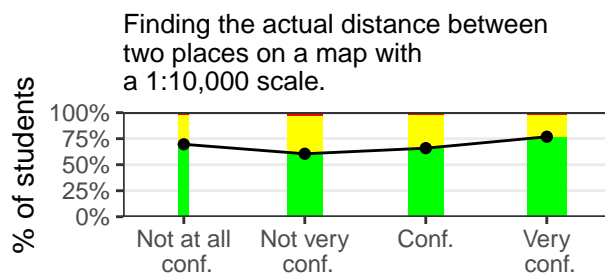 Finding the actual distance between
two places on a map with
a 1:10,000 scale.
% of students
100%
75%
50%
25%
0%
Not at all
conf.
Not very
conf.
Conf.
Very
conf.